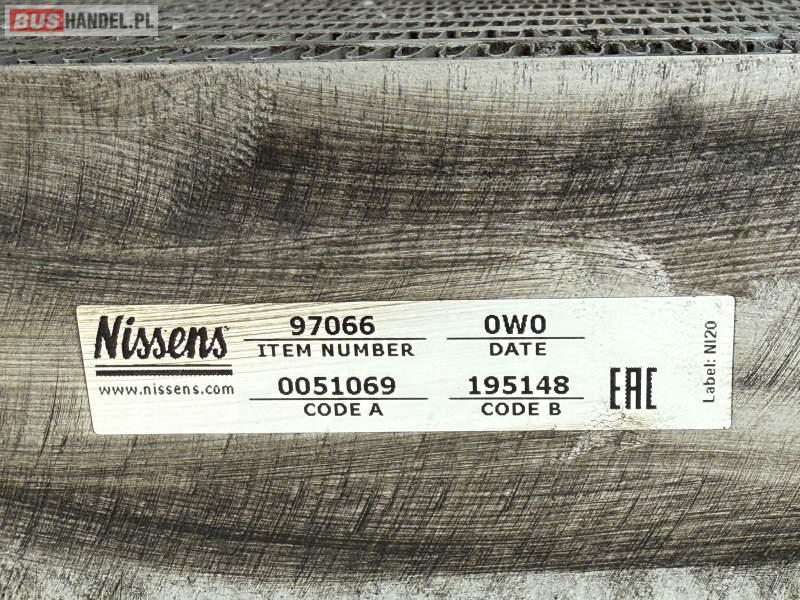 BUSHANDEL.PL
Nissens
www.nissens.com
97066
ITEM NUMBER
0051069
CODE A
0W0
DATE
195148
CODE B
EAC
Label: NI20